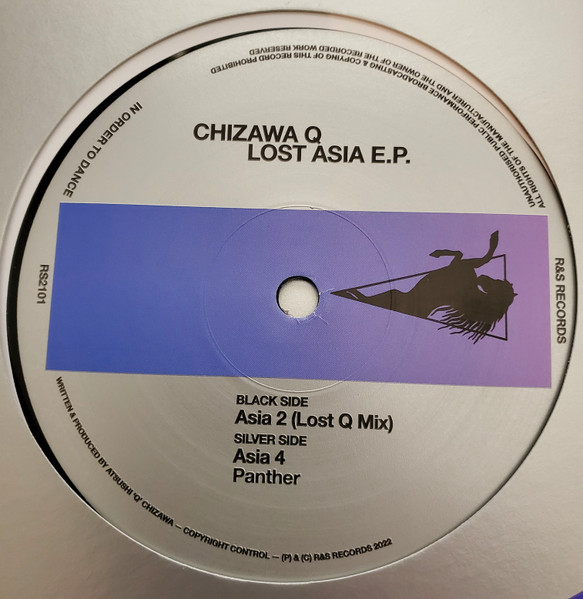 CHIZAWA Q
LOST ASIA E.P.
IN ORDER TO DANCE
ALL RIGHTS OF THE MANUFACTURER AND THE OWNER OF THE RECORDED WORK RESERVED
UNAUTHORISED PUBLIC PERFORMANCE BROADCASTING & COPYING OF THIS RECORD PROHIBITED
RS2101
R&S RECORDS
BLACK SIDE
Asia 2 (Lost Q Mix)
SILVER SIDE
Asia 4
Panther
WRITTEN & PRODUCED BY ATSUSHI 'Q' CHIZAWA — COPYRIGHT CONTROL — (P) & (C) R&S RECORDS 2022